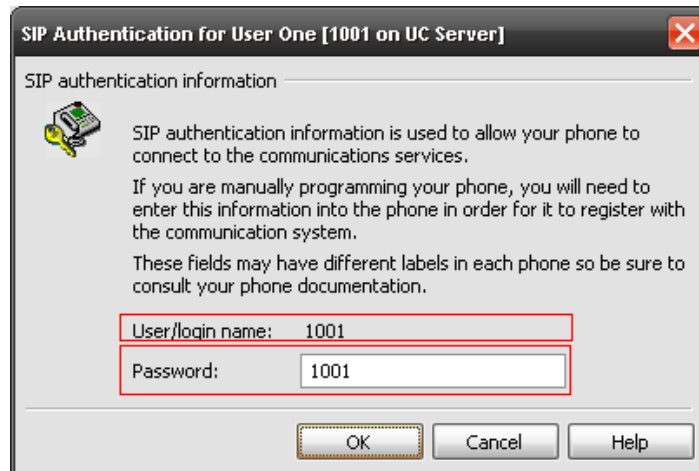 SIP Authentication for User One [1001 on UC Server]
SIP authentication information
SIP authentication information is used to allow your phone to
connect to the communications services.
If you are manually programming your phone, you will need to
enter this information into the phone in order for it to register with
the communication system.
These fields may have different labels in each phone so be sure to
consult your phone documentation.
User/login name: 1001
Password: 1001
OK Cancel Help